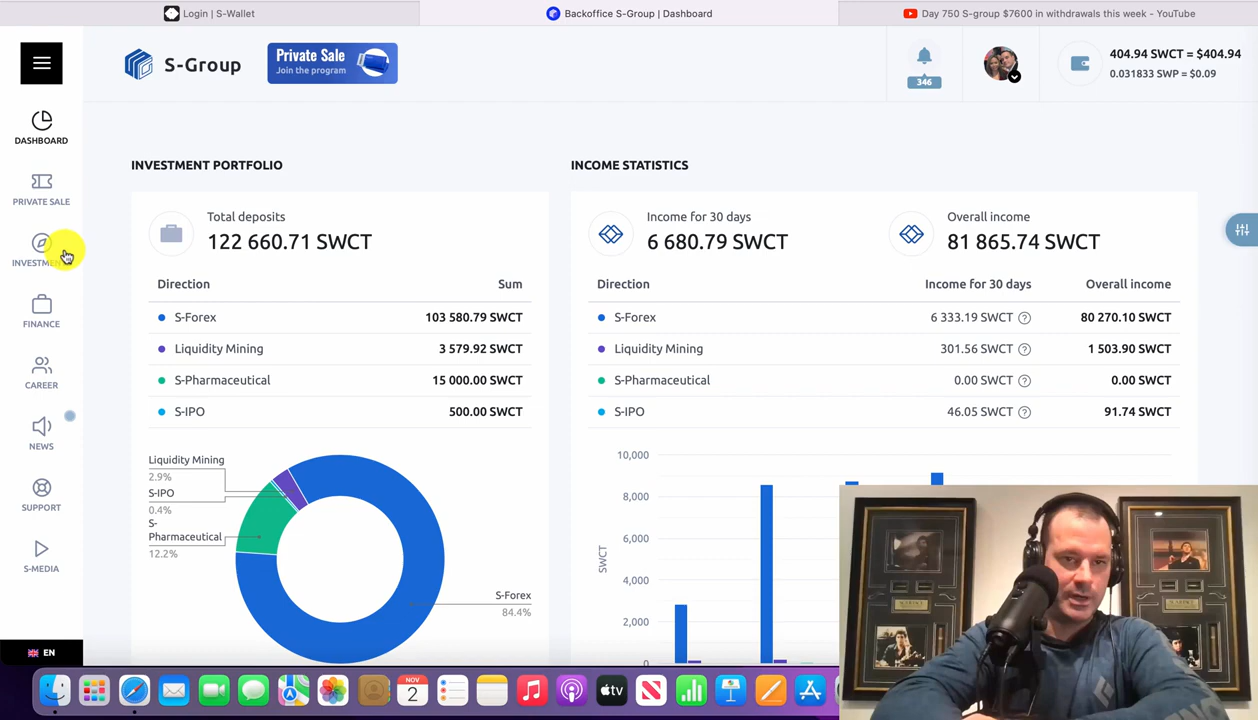 Login | S-Wallet
Backoffice S-Group | Dashboard
Day 750 S-group $7600 in withdrawals this week - YouTube
S-Group
Private Sale
Join the program
346
404.94 SWCT = $404.94
0.031833 SWP = $0.09
DASHBOARD
PRIVATE SALE
INVESTMEN
FINANCE
CAREER
NEWS
SUPPORT
S-MEDIA
EN
INVESTMENT PORTFOLIO
Total deposits
122 660.71 SWCT
Direction Sum
S-Forex 103 580.79 SWCT
Liquidity Mining 3 579.92 SWCT
S-Pharmaceutical 15 000.00 SWCT
S-IPO 500.00 SWCT
Liquidity Mining
2.9%
S-IPO
0.4%
S-
Pharmaceutical
12.2%
S-Forex
84.4%
INCOME STATISTICS
Income for 30 days
6 680.79 SWCT
Overall income
81 865.74 SWCT
Direction Income for 30 days Overall income
S-Forex 6 333.19 SWCT ? 80 270.10 SWCT
Liquidity Mining 301.56 SWCT ? 1 503.90 SWCT
S-Pharmaceutical 0.00 SWCT ? 0.00 SWCT
S-IPO 46.05 SWCT ? 91.74 SWCT
10,000
8,000
6,000
4,000
2,000
0
SWCT
NOV
2
tv